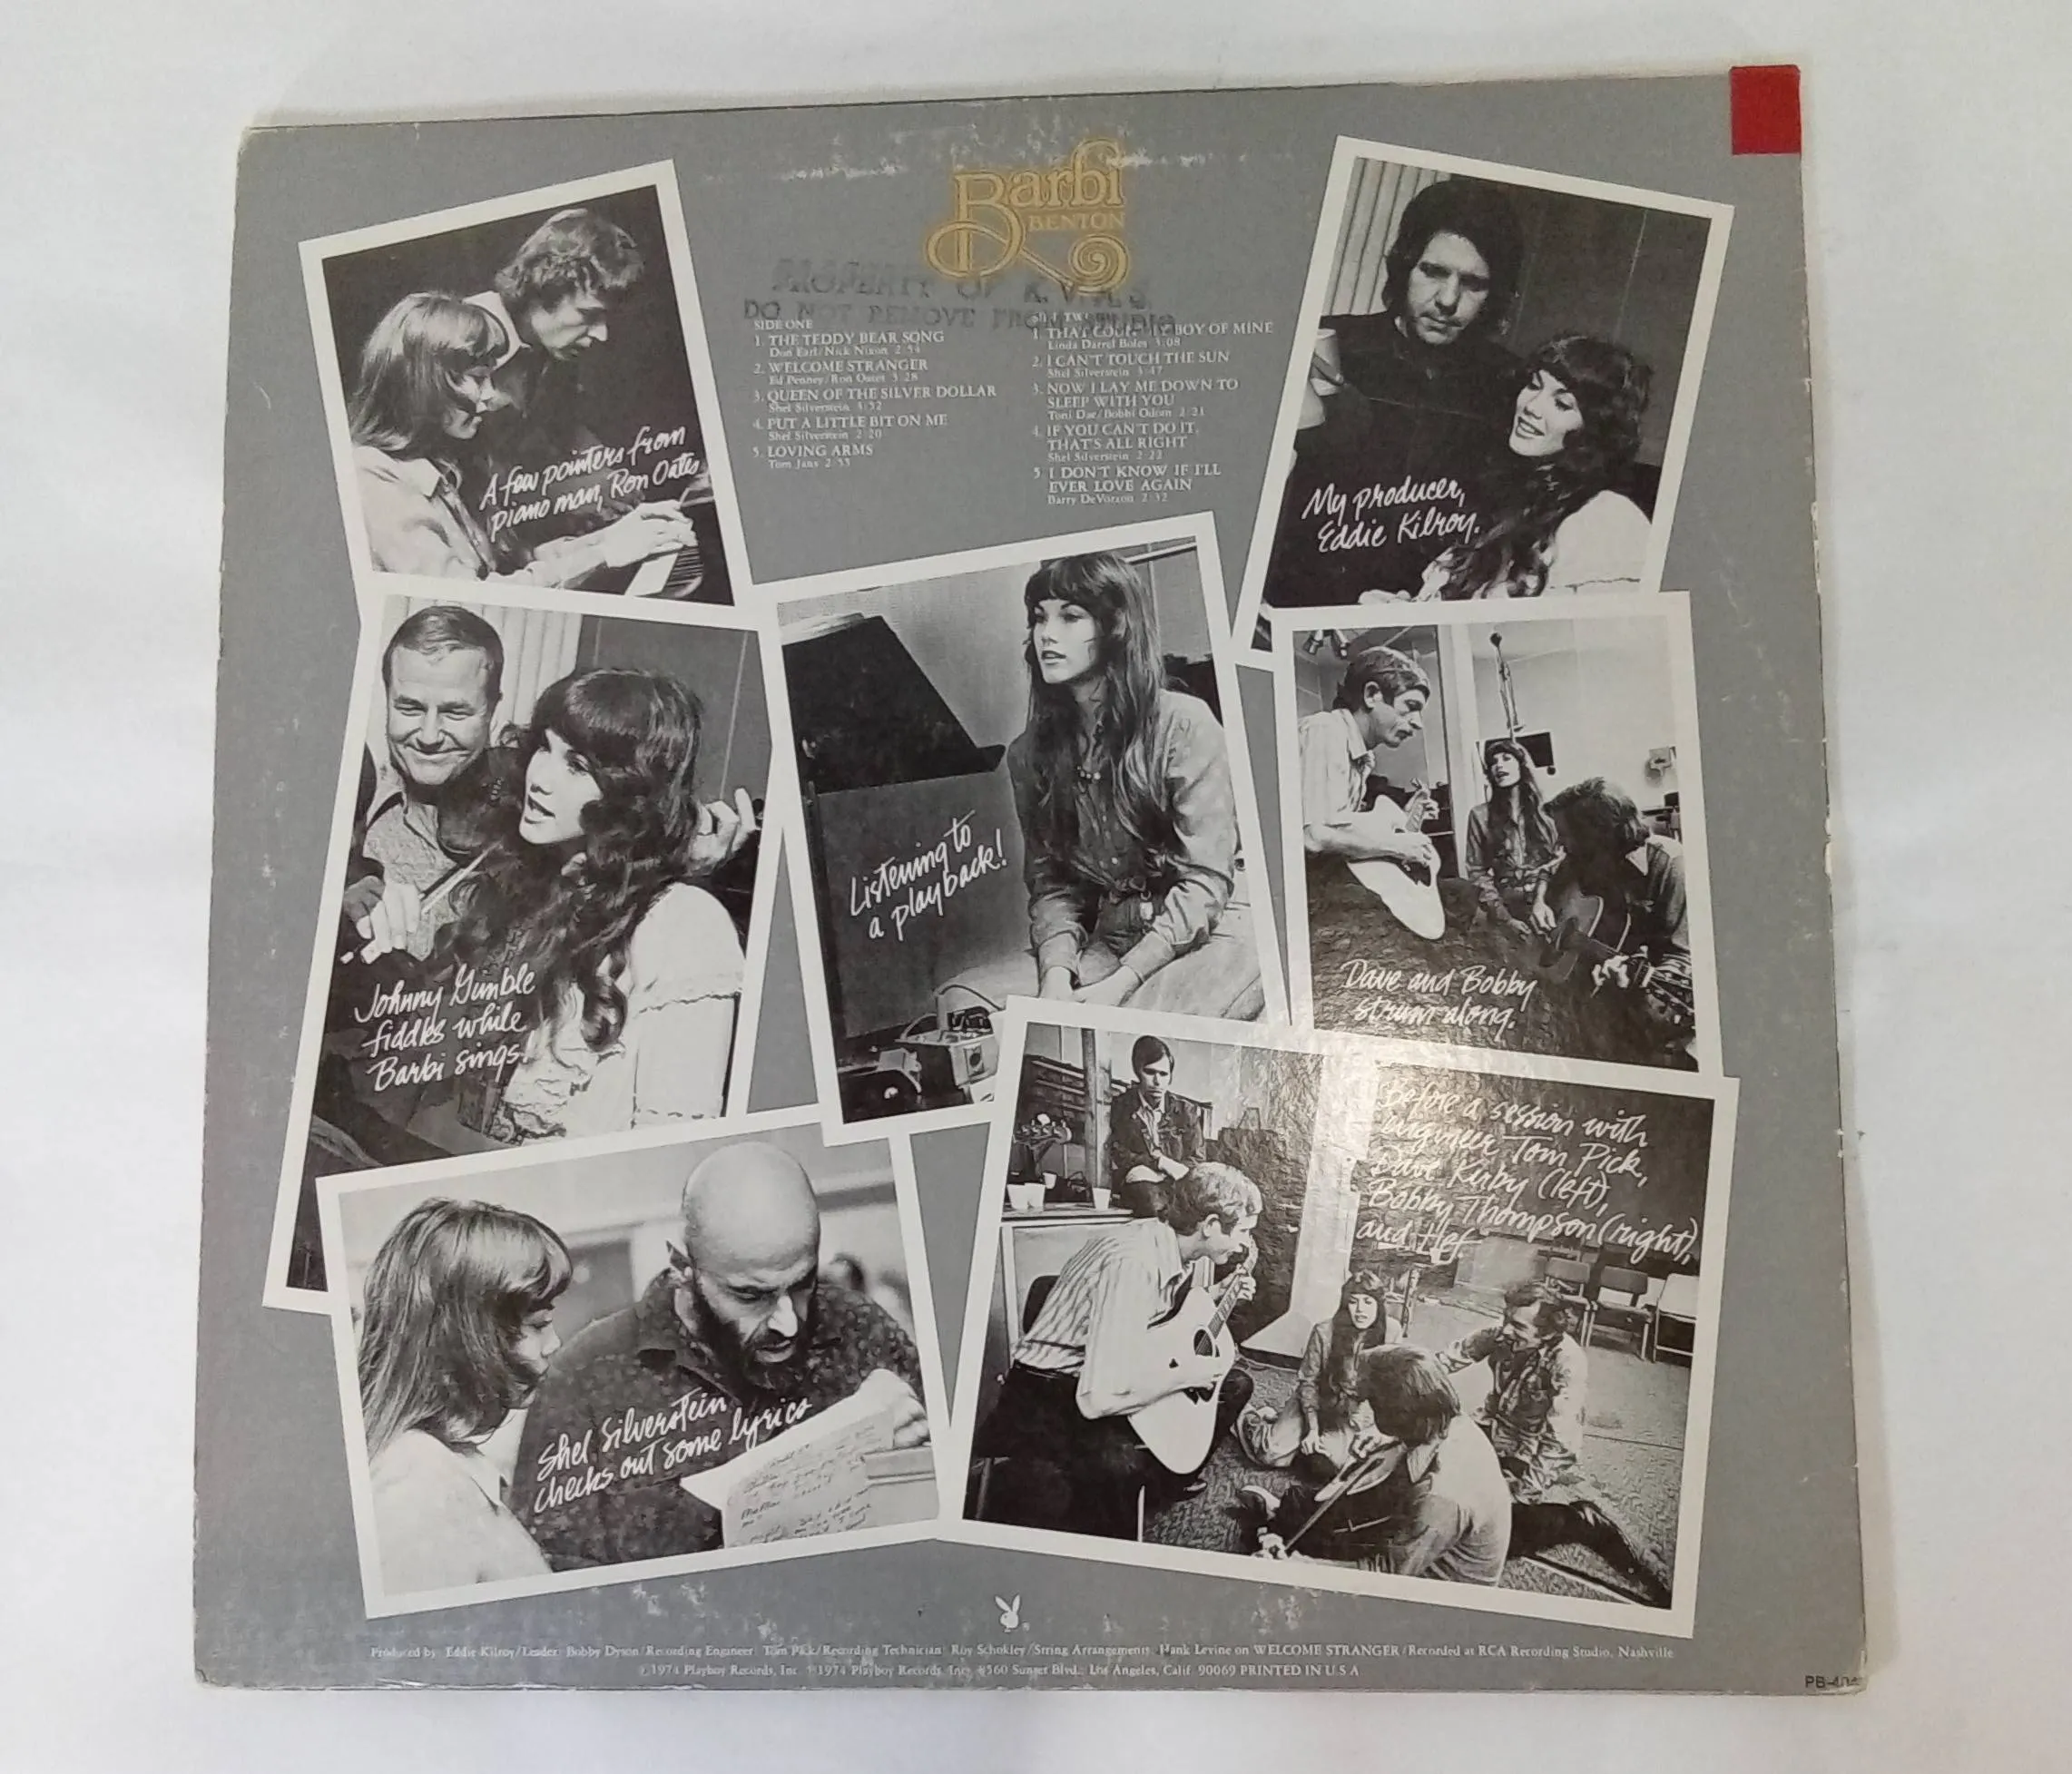 Barbi
BENTON
PROPERTY OF
DO NOT REMOVE FROM STUDIO
SIDE ONE
1. THE TEDDY BEAR SONG
Don Earl/Nick Nixon 2:54
2. WELCOME STRANGER
Ed Penney/Ron Oates 3:28
3. QUEEN OF THE SILVER DOLLAR
Shel Silverstein 3:52
4. PUT A LITTLE BIT ON ME
Shel Silverstein 2:20
5. LOVING ARMS
Tom Jans 2:55
1. THAT COUNTRY BOY OF MINE
Linda Darrel Boles 3:08
2. I CAN'T TOUCH THE SUN
Shel Silverstein 3:47
3. NOW I LAY ME DOWN TO
SLEEP WITH YOU
Toni Dae/Bobbi Odom 2:21
4. IF YOU CAN'T DO IT,
THAT'S ALL RIGHT
Shel Silverstein 2:22
5. I DON'T KNOW IF I'LL
EVER LOVE AGAIN
Barry DeVorzon 2:32
A few pointers from
piano man, Ron Oates
My producer,
Eddie Kilroy.
Johnny Gimble
fiddles while
Barbi sings!
Listening to
a playback!
Dave and Bobby
strum along.
Shel Silverstein
checks out some lyrics
Before a session with
engineer Tom Pick,
Dave Kirby (left),
Bobby Thompson (right),
and Hef.
Produced by Eddie Kilroy/Leader: Bobby Dyson/Recording Engineer: Tom Pick/Recording Technician: Roy Schokley/String Arrangements: Hank Levine on WELCOME STRANGER/Recorded at RCA Recording Studio, Nashville
©1974 Playboy Records, Inc. ℗1974 Playboy Records, Inc., 8560 Sunset Blvd., Los Angeles, Calif. 90069 PRINTED IN U.S.A.